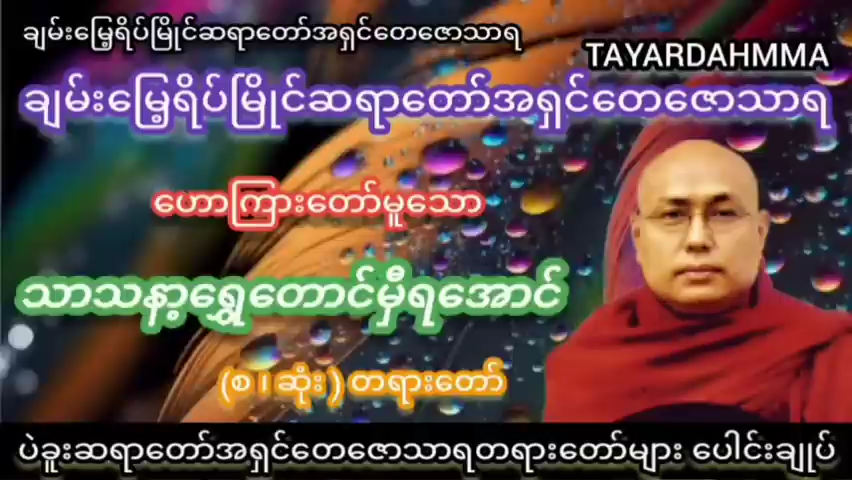 ချမ်းမြေ့ရိပ်မြိုင်ဆရာတော်အရှင်တေဇောသာရ
TAYARDAHMMA
ချမ်းမြေ့ရိပ်မြိုင်ဆရာတော်အရှင်တေဇောသာရ
ဟောကြားတော်မူသော
သာသနာ့ရွှေတောင်မှီရအောင်
(စ ၊ ဆုံး ) တရားတော်
ပဲခူးဆရာတော်အရှင်တေဇောသာရတရားတော်များ ပေါင်းချုပ်